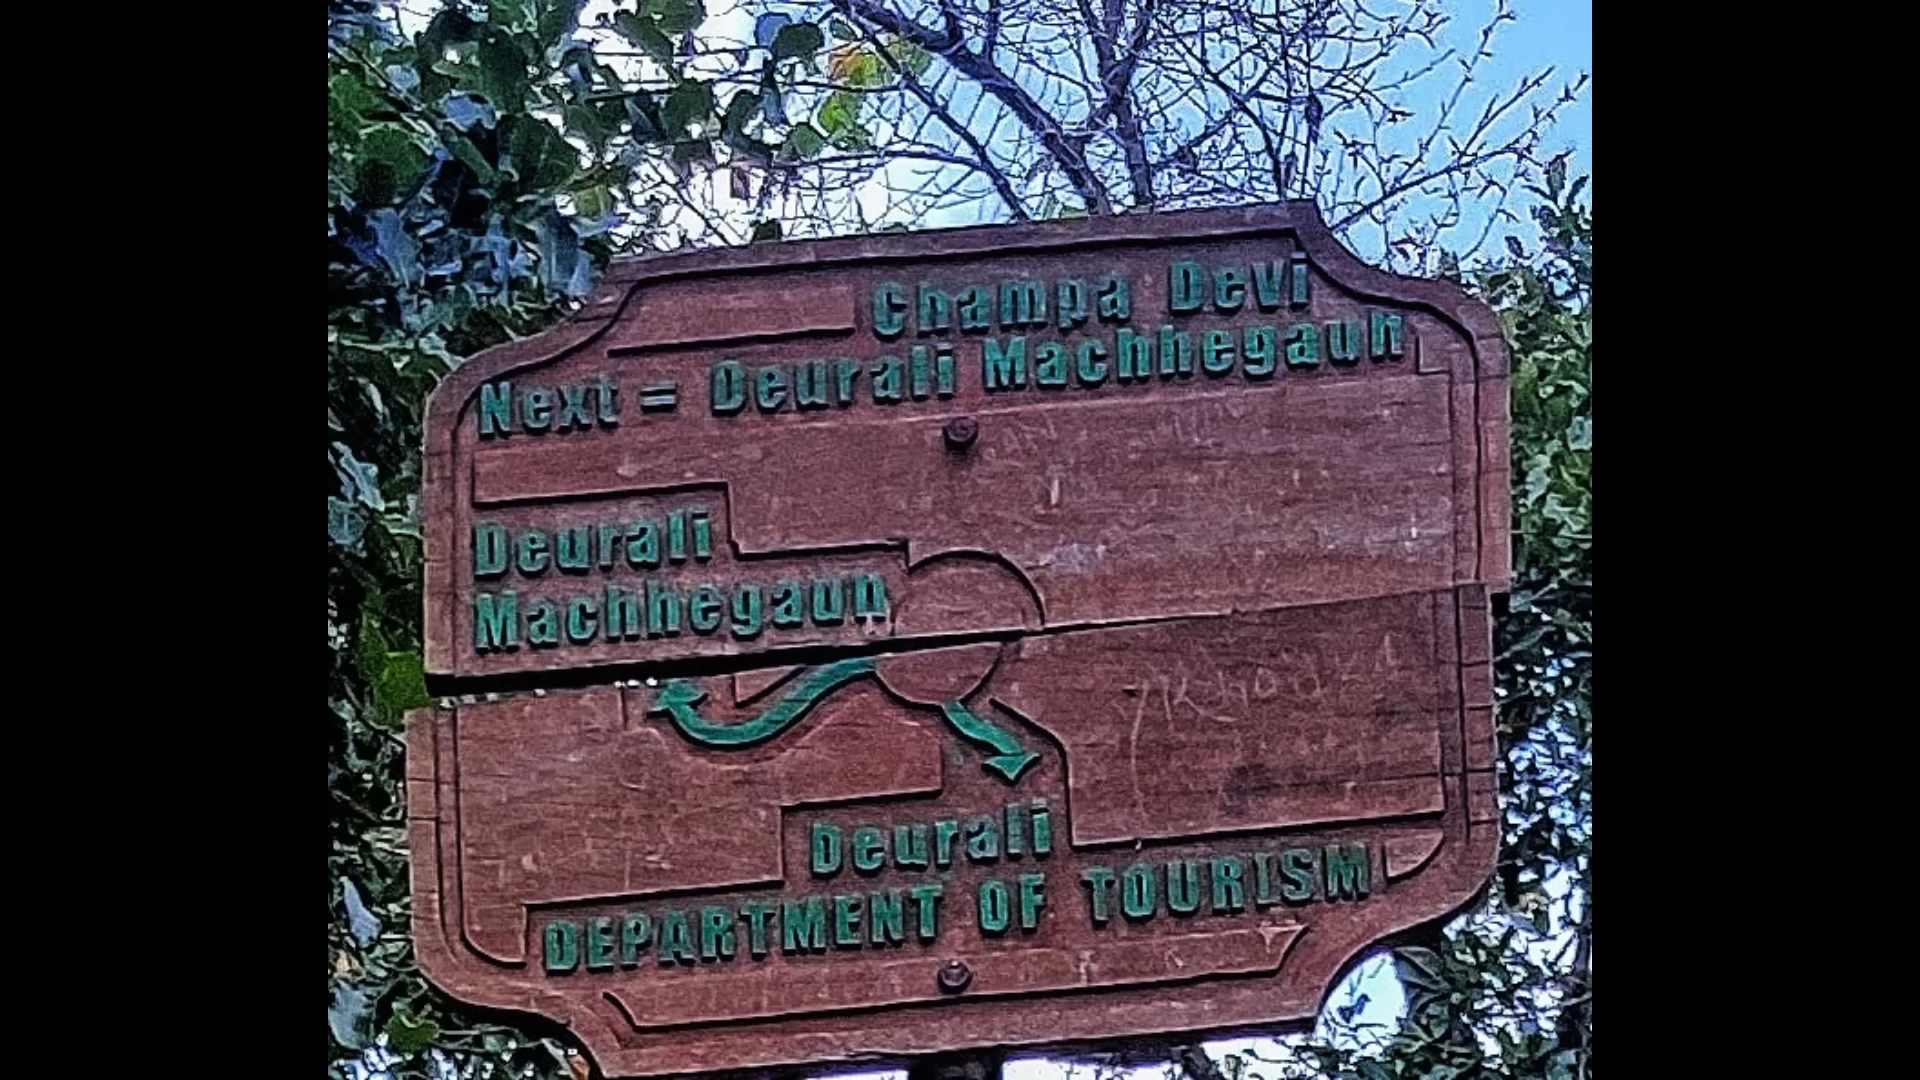 Champa DeVi
Next = Deurali Machhegaun
Deurali
Machhegaun
Deurali
DEPARTMENT OF TOURISM